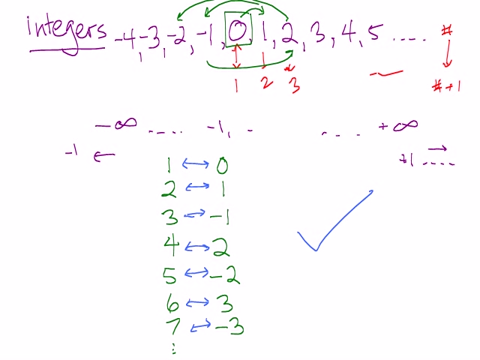 integers -4, -3, -2, -1, 0, 1, 2, 3, 4, 5 ..... #
1 2 3 #+1
-∞ .... -1, . .... +∞
-1 ← +1 →....
1 ↔ 0
2 ↔ 1
3 ↔ -1
4 ↔ 2
5 ↔ -2
6 ↔ 3
7 ↔ -3
⋮